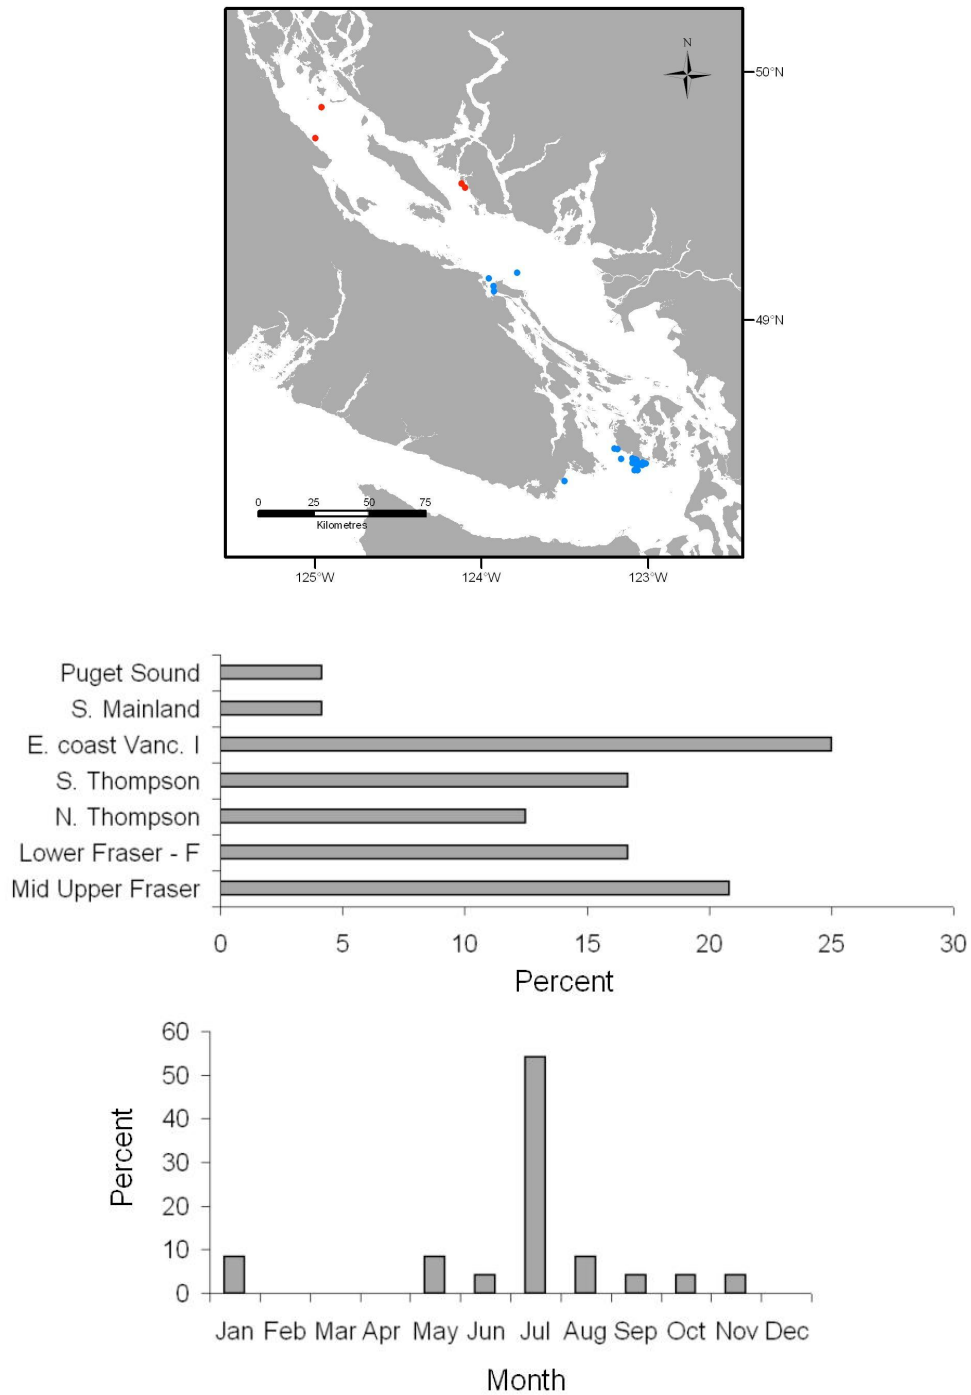 N
50°N
49°N
0 25 50 75
Kilometres
125°W 124°W 123°W
Puget Sound
S. Mainland
E. coast Vanc. I
S. Thompson
N. Thompson
Lower Fraser - F
Mid Upper Fraser
0 5 10 15 20 25 30
Percent
60
50
40
30
20
10
0
Percent
Jan Feb Mar Apr May Jun Jul Aug Sep Oct Nov Dec
Month